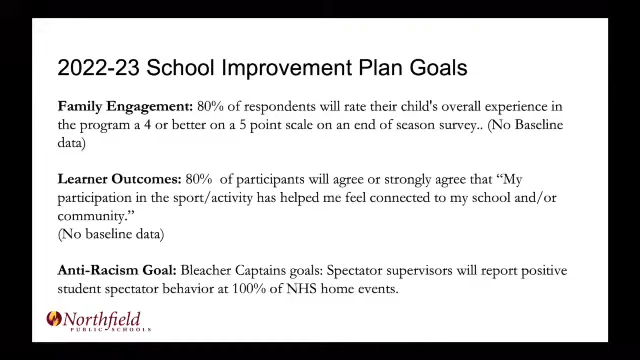 2022-23 School Improvement Plan Goals
Family Engagement: 80% of respondents will rate their child's overall experience in
the program a 4 or better on a 5 point scale on an end of season survey.. (No Baseline
data)
Learner Outcomes: 80%  of participants will agree or strongly agree that “My
participation in the sport/activity has helped me feel connected to my school and/or
community.”
(No baseline data)
Anti-Racism Goal: Bleacher Captains goals: Spectator supervisors will report positive
student spectator behavior at 100% of NHS home events.
Northfield
PUBLIC SCHOOLS